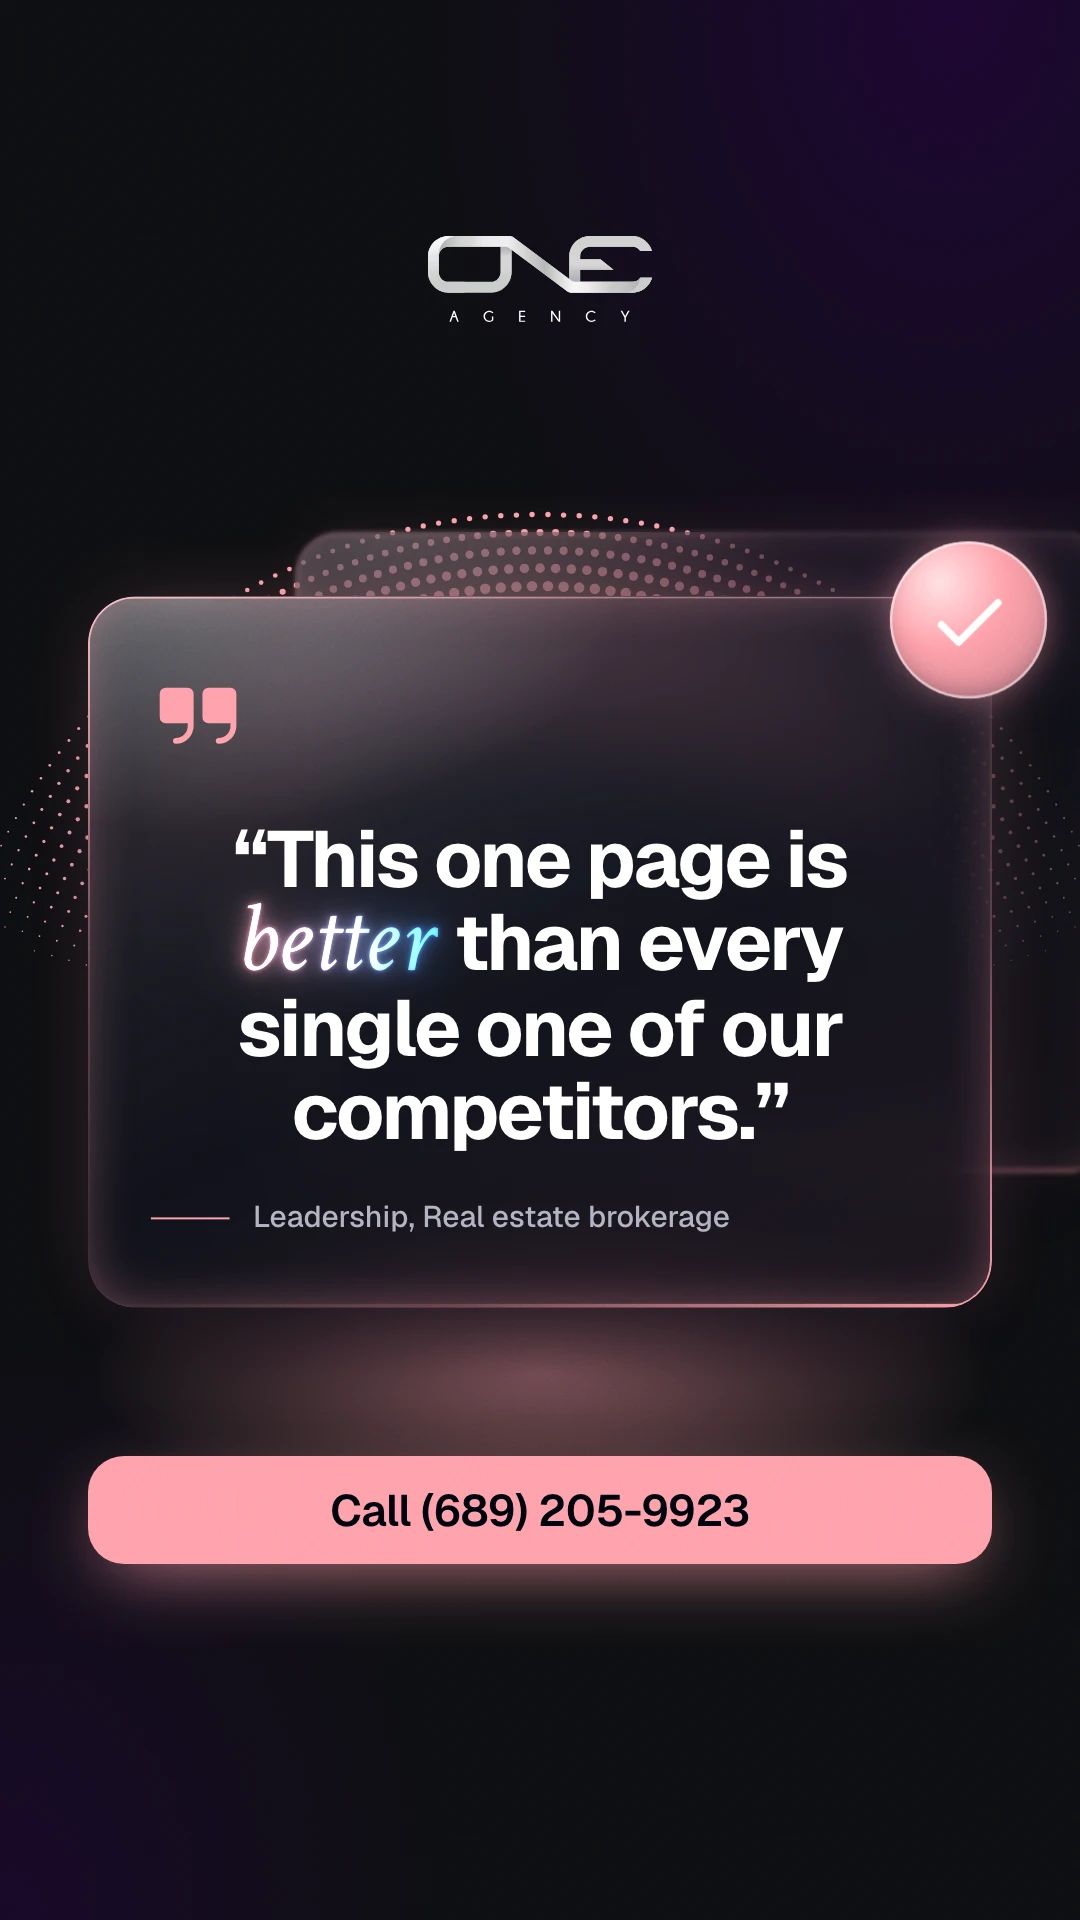 ONE
AGENCY
“This one page is
better than every
single one of our
competitors.”
Leadership, Real estate brokerage
Call (689) 205-9923